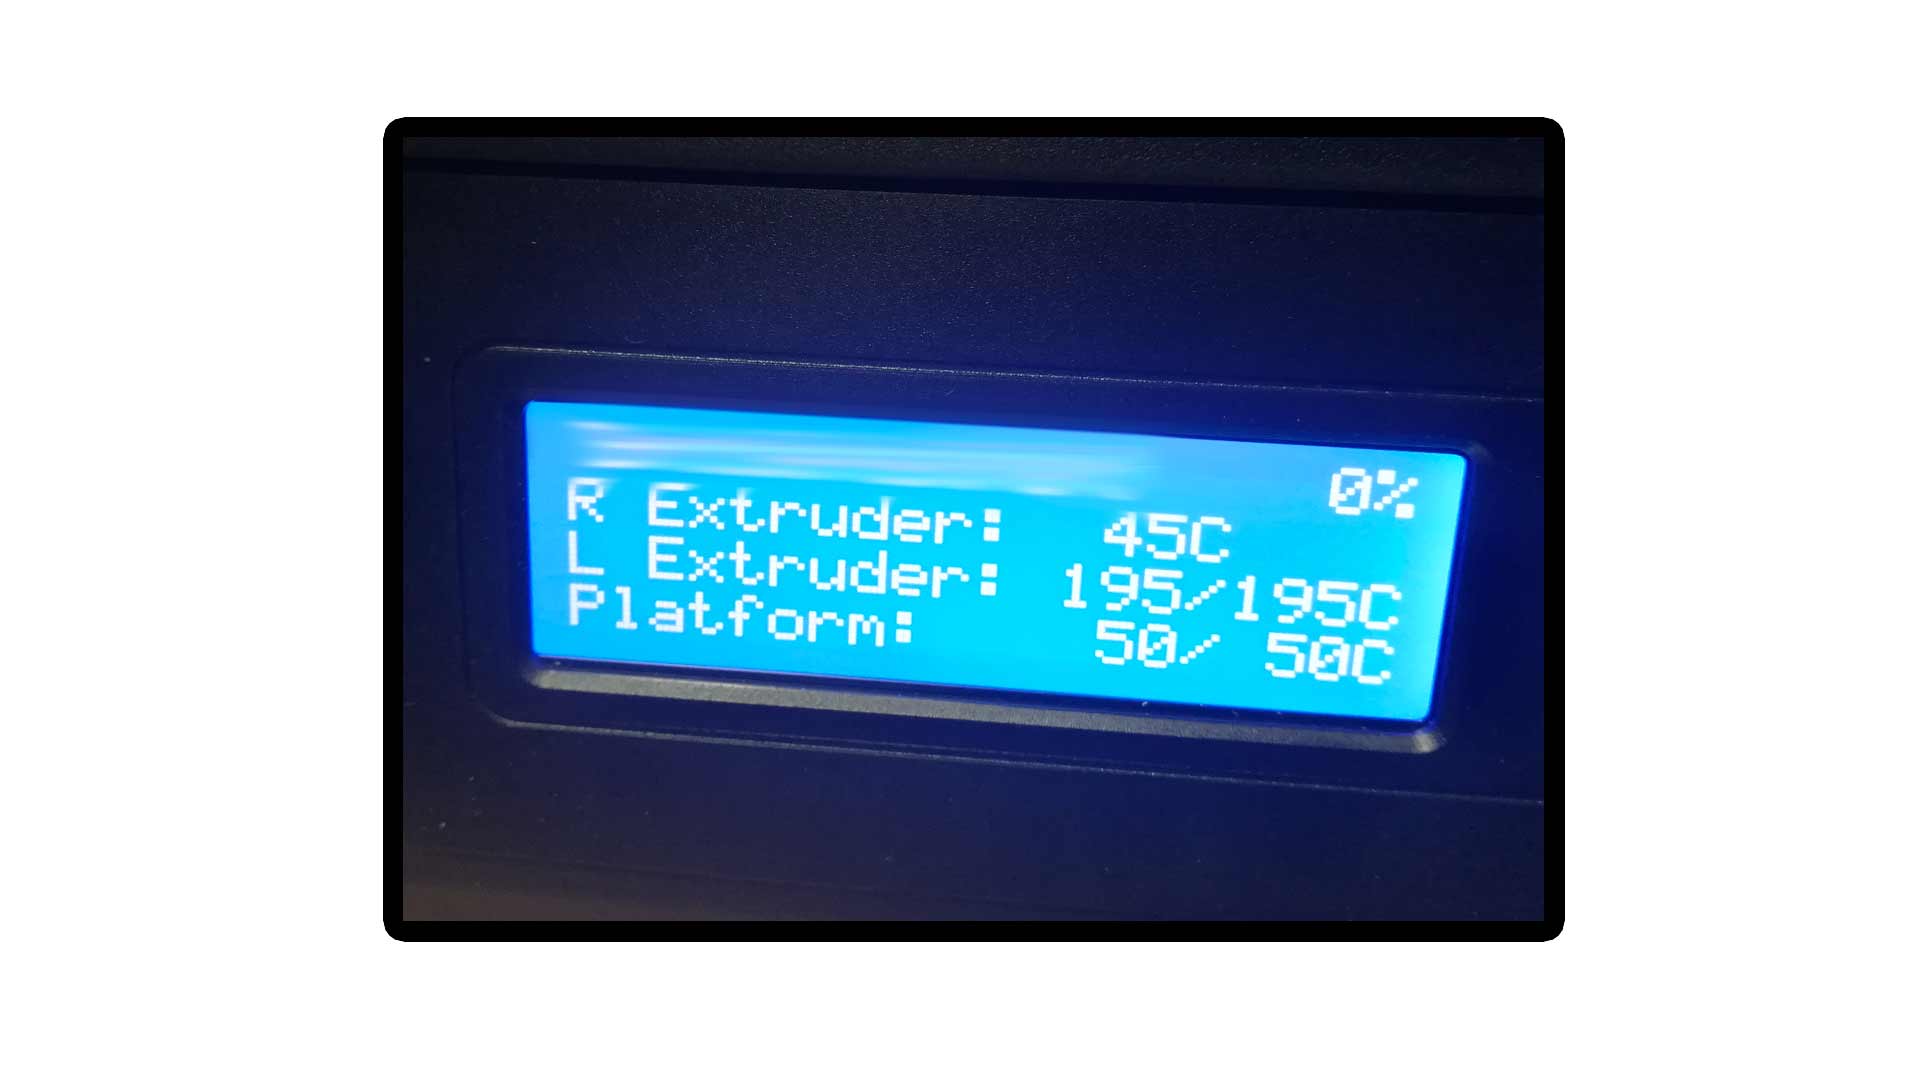 0%
R Extruder: 45C
L Extruder: 195/195C
Platform: 50/ 50C